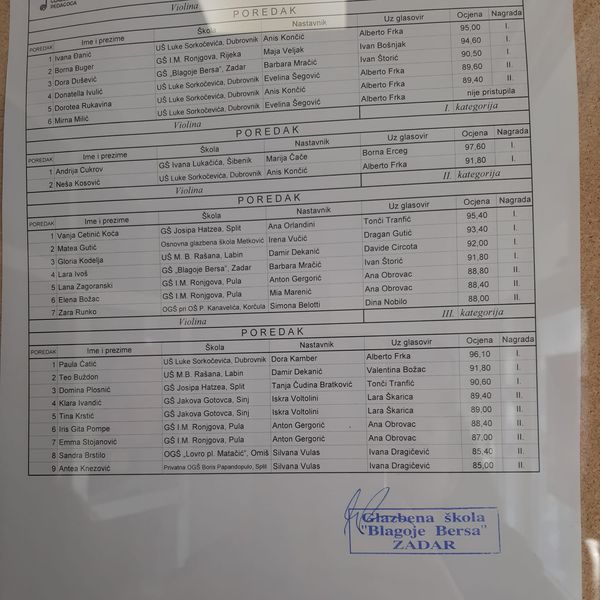 PEDAGOGA
Violina
POREDAK
POREDAK Ime i prezime Škola Nastavnik Uz glasovir Ocjena Nagrada
1 Ivana Đanić UŠ Luke Sorkočevića, Dubrovnik Anis Končić Alberto Frka 95,00 I.
2 Borna Buger GŠ I.M. Ronjgova, Rijeka Maja Veljak Ivan Bošnjak 94,60 I.
3 Dora Dušević GŠ „Blagoje Bersa", Zadar Barbara Mračić Ivan Štorić 90,50 I.
4 Donatella Ivulić UŠ Luke Sorkočevića, Dubrovnik Evelina Šegović Alberto Frka 89,60 II.
5 Dorotea Rukavina UŠ Luke Sorkočevića, Dubrovnik Anis Končić Alberto Frka 89,40 II.
6 Mirna Milić UŠ Luke Sorkočevića, Dubrovnik Evelina Šegović Alberto Frka nije pristupila
Violina I. kategorija
POREDAK
POREDAK Ime i prezime Škola Nastavnik Uz glasovir Ocjena Nagrada
1 Andrija Cukrov GŠ Ivana Lukačića, Šibenik Marija Čače Borna Erceg 97,60 I.
2 Neša Kosović UŠ Luke Sorkočevića, Dubrovnik Anis Končić Alberto Frka 91,80 I.
Violina II. kategorija
POREDAK
POREDAK Ime i prezime Škola Nastavnik Uz glasovir Ocjena Nagrada
1 Vanja Cetinić Koća GŠ Josipa Hatzea, Split Ana Orlandini Tonči Tranfić 95,40 I.
2 Matea Gutić Osnovna glazbena škola Metković Irena Vučić Dragan Gutić 93,40 I.
3 Gloria Kodelja UŠ M. B. Rašana, Labin Damir Dekanić Davide Circota 92,00 I.
4 Lara Ivoš GŠ „Blagoje Bersa", Zadar Barbara Mračić Ivan Štorić 91,80 I.
5 Lana Zagoranski GŠ I.M. Ronjgova, Pula Anton Gergorić Ana Obrovac 88,80 II.
6 Elena Božac GŠ I.M. Ronjgova, Pula Mia Marenić Ana Obrovac 88,40 II.
7 Zara Runko OGŠ pri OŠ P. Kanavelića, Korčula Simona Belotti Dina Nobilo 88,00 II.
Violina III. kategorija
POREDAK
POREDAK Ime i prezime Škola Nastavnik Uz glasovir Ocjena Nagrada
1 Paula Ćatić UŠ Luke Sorkočevića, Dubrovnik Dora Kamber Alberto Frka 96,10 I.
2 Teo Buždon UŠ M.B. Rašana, Labin Damir Dekanić Valentina Božac 91,80 I.
3 Domina Plosnić GŠ Josipa Hatzea, Split Tanja Čudina Bratković Tonči Tranfić 90,60 I.
4 Klara Ivandić GŠ Jakova Gotovca, Sinj Iskra Voltolini Lara Škarica 89,40 II.
5 Tina Krstić GŠ Jakova Gotovca, Sinj Iskra Voltolini Lara Škarica 89,00 II.
6 Iris Gita Pompe GŠ I.M. Ronjgova, Pula Anton Gergorić Ana Obrovac 88,40 II.
7 Emma Stojanović GŠ I.M. Ronjgova, Pula Anton Gergorić Ana Obrovac 87,00 II.
8 Sandra Brstilo OGŠ „Lovro pl. Matačić", Omiš Silvana Vulas Ivana Dragičević 85,40 II.
9 Antea Knezović Privatna OGŠ Boris Papandopulo, Split Silvana Vulas Ivana Dragičević 85,00 II.
Glazbena škola
"Blagoje Bersa"
ZADAR